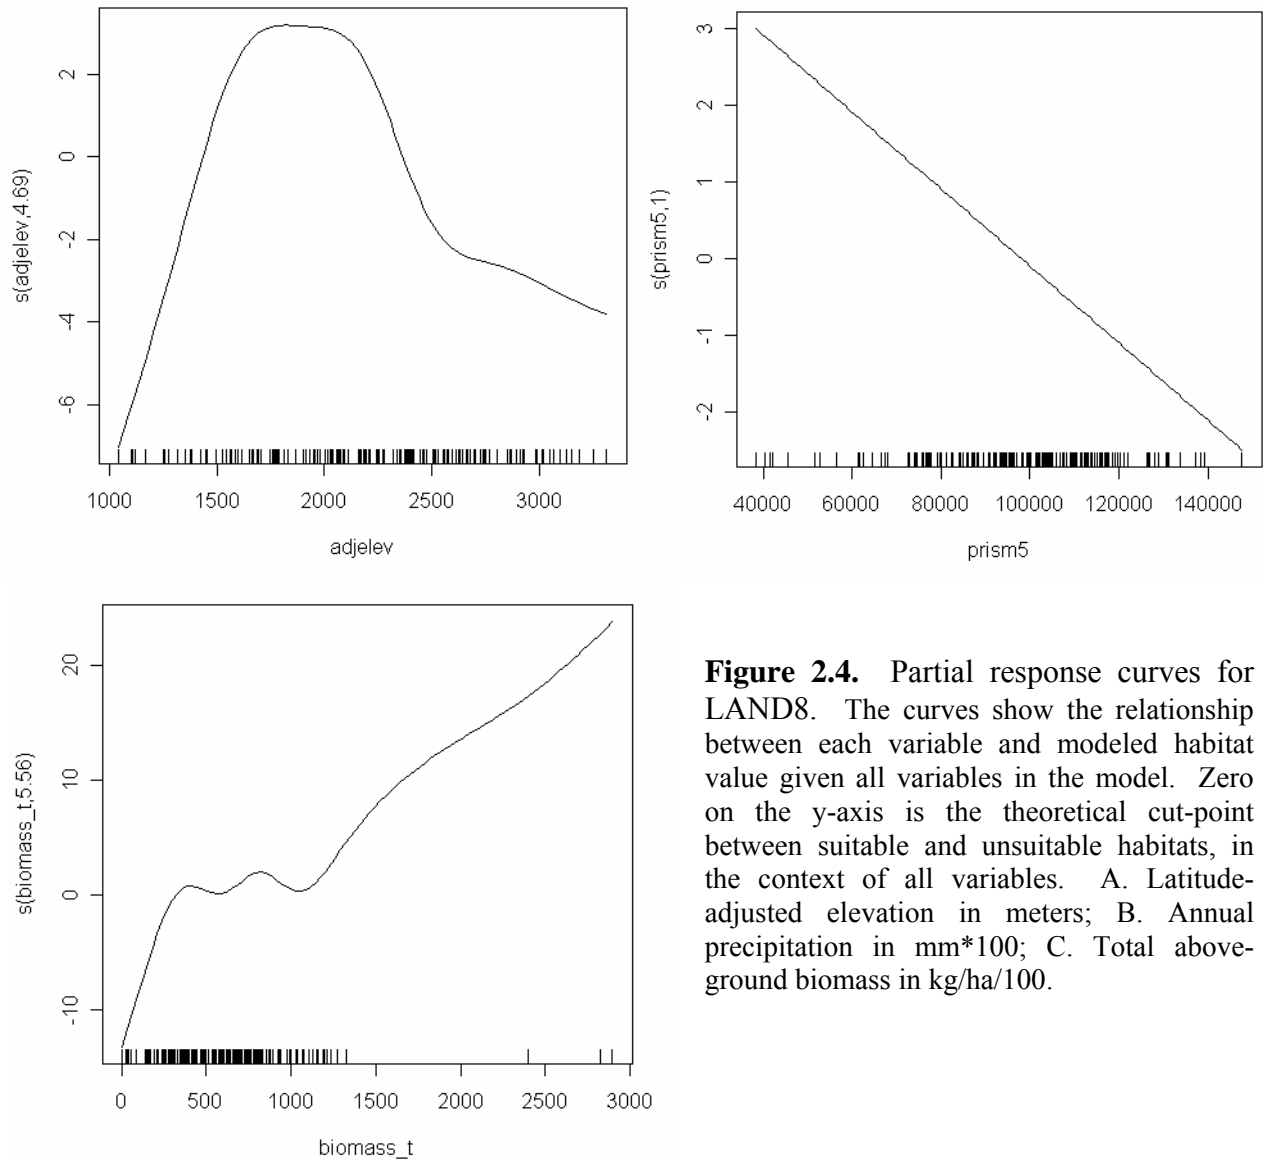 s(adjelev,4.69)
2
0
-2
-4
-6
1000 1500 2000 2500 3000
adjelev
s(prism5,1)
3
2
1
0
-1
-2
40000 60000 80000 100000 120000 140000
prism5
s(biomass_t,5.56)
20
10
0
-10
0 500 1000 1500 2000 2500 3000
biomass_t
Figure 2.4. Partial response curves for
LAND8. The curves show the relationship
between each variable and modeled habitat
value given all variables in the model. Zero
on the y-axis is the theoretical cut-point
between suitable and unsuitable habitats, in
the context of all variables. A. Latitude-
adjusted elevation in meters; B. Annual
precipitation in mm*100; C. Total above-
ground biomass in kg/ha/100.